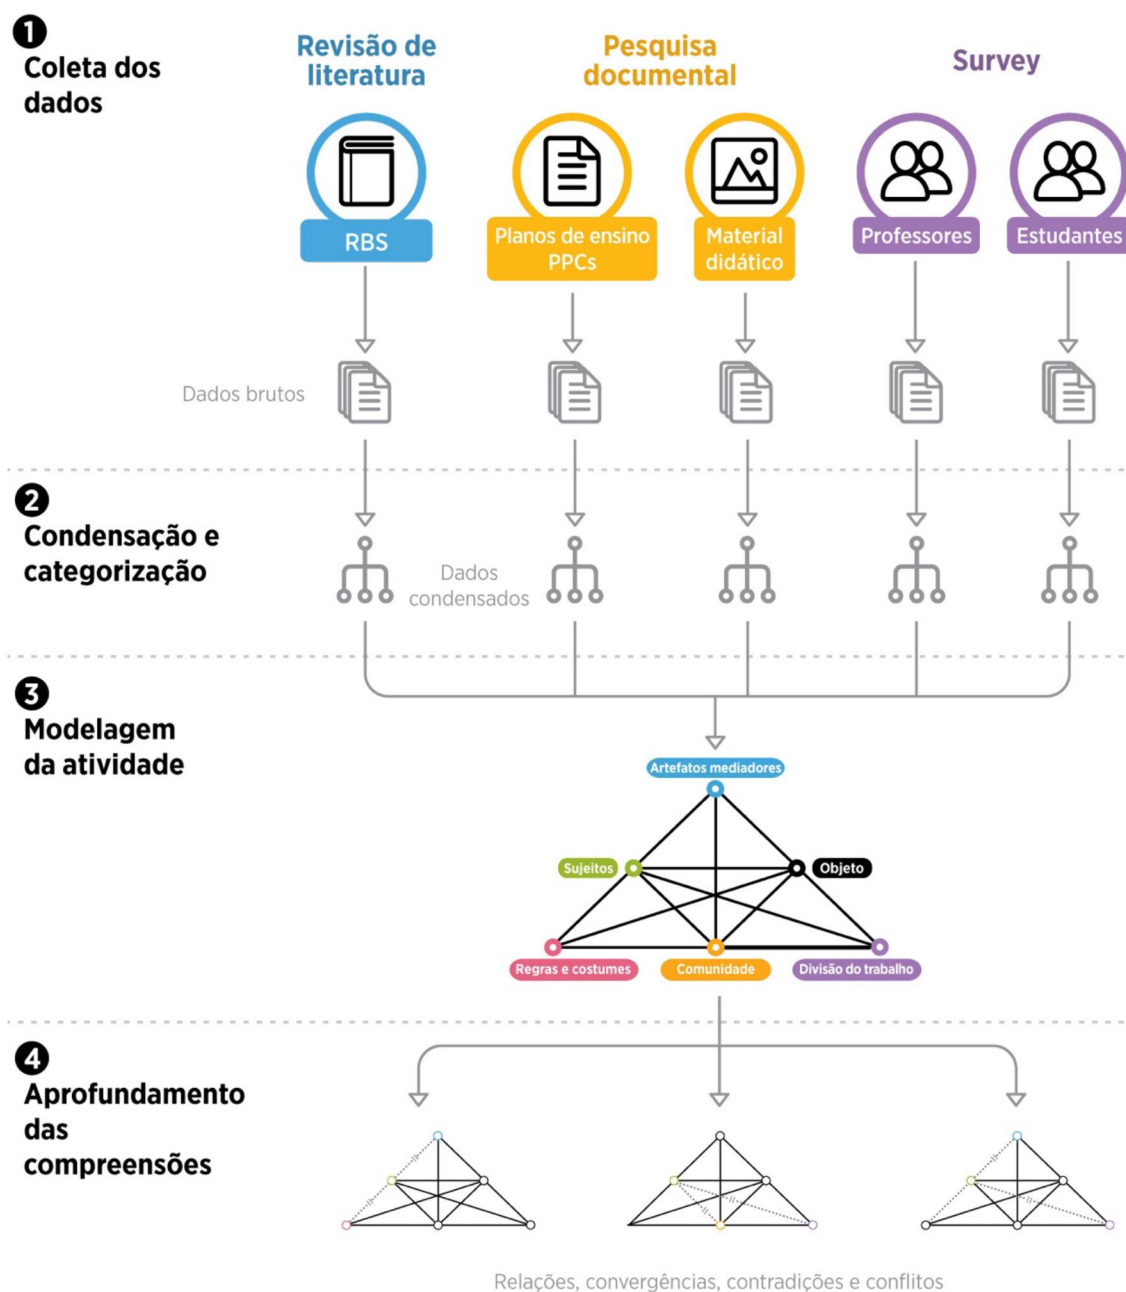 1
Coleta dos
dados
Revisão de
literatura
Pesquisa
documental
Survey
RBS
Planos de ensino
PPCs
Material
didático
Professores
Estudantes
Dados brutos
2
Condensação e
categorização
Dados
condensados
3
Modelagem
da atividade
Artefatos mediadores
Sujeitos
Objeto
Regras e costumes
Comunidade
Divisão do trabalho
4
Aprofundamento
das
compreensões
Relações, convergências, contradições e conflitos